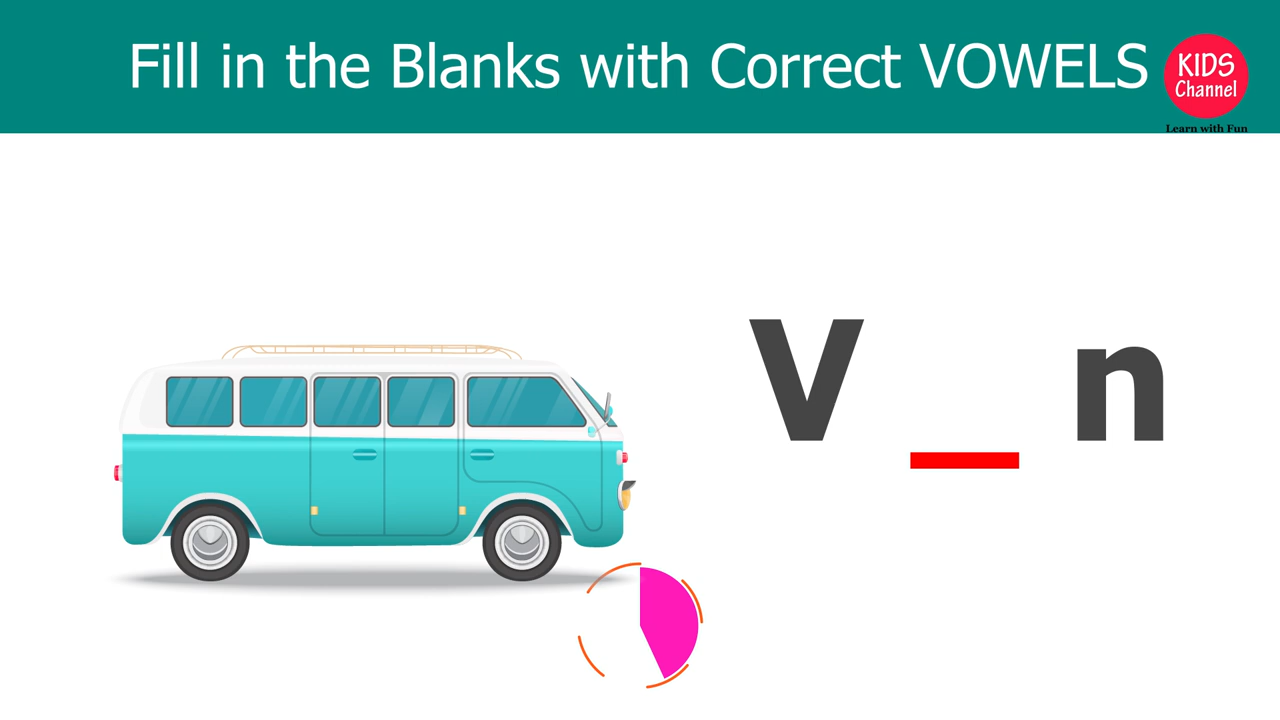 Fill in the Blanks with Correct VOWELS
KIDS
Channel
Learn with Fun
V _ n